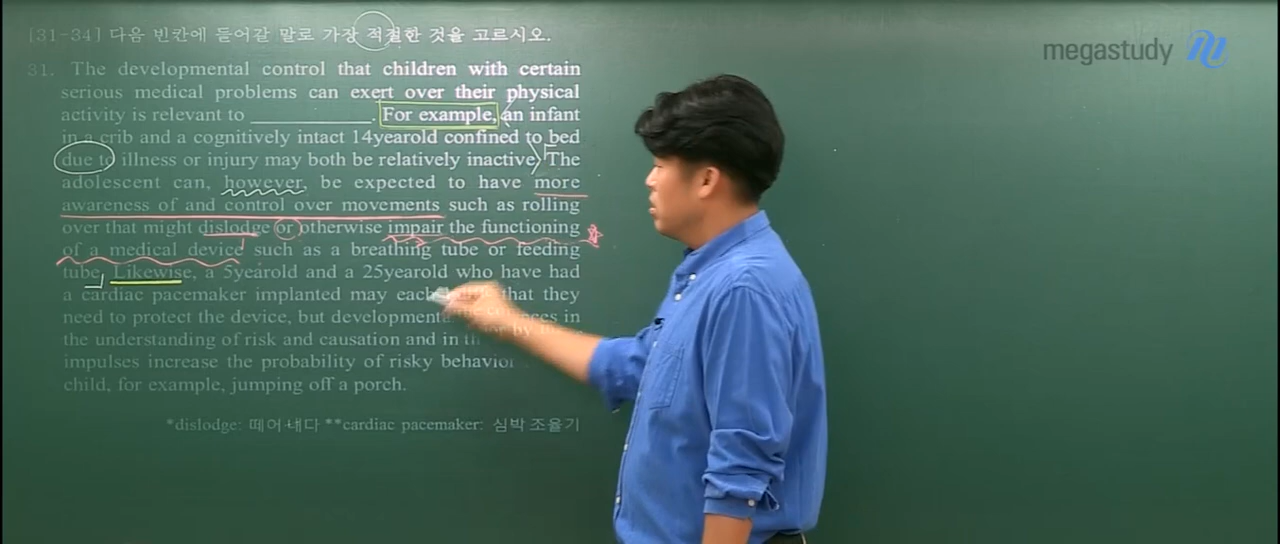 [31-34] 다음 빈칸에 들어갈 말로 가장 적절한 것을 고르시오.
megastudy
31. The developmental control that children with certain
serious medical problems can exert over their physical
activity is relevant to ____________. For example, an infant
in a crib and a cognitively intact 14yearold confined to bed
due to illness or injury may both be relatively inactive. The
adolescent can, however, be expected to have more
awareness of and control over movements such as rolling
over that might dislodge or otherwise impair the functioning
of a medical device such as a breathing tube or feeding
tube. Likewise, a 5yearold and a 25yearold who have had
a cardiac pacemaker implanted may each that they
need to protect the device, but developmental in
the understanding of risk and causation and in
impulses increase the probability of risky behavior
child, for example, jumping off a porch.
*dislodge: 떼어 내다 **cardiac pacemaker: 심박 조율기